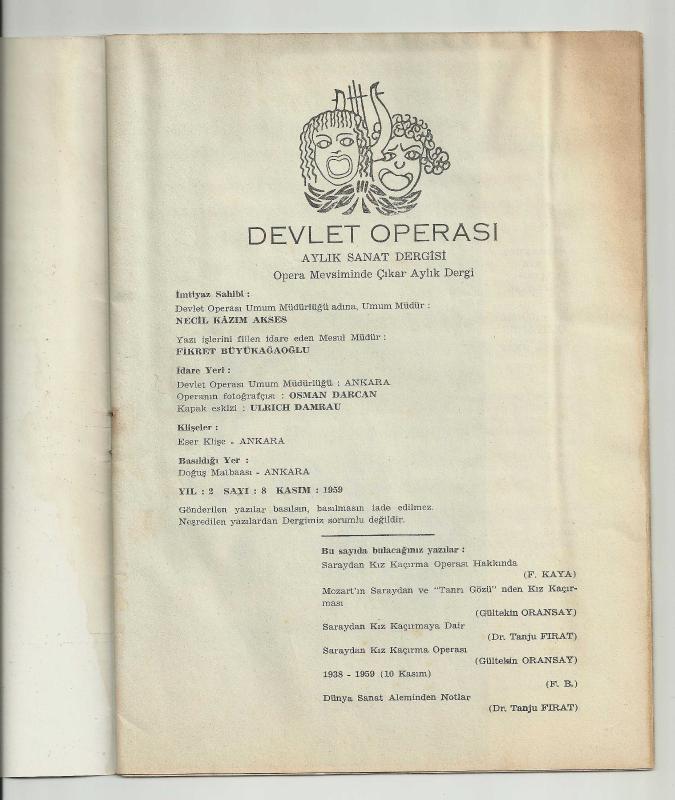 DEVLET OPERASI
AYLIK SANAT DERGİSİ
Opera Mevsiminde Çıkar Aylık Dergi
İmtiyaz Sahibi :
Devlet Operası Umum Müdürlüğü adına, Umum Müdür :
NECİL KÂZIM AKSES
Yazı işlerini fiilen idare eden Mesul Müdür :
FİKRET BÜYÜKAĞAOĞLU
İdare Yeri :
Devlet Operası Umum Müdürlüğü : ANKARA
Operanın fotoğrafçısı : OSMAN DARCAN
Kapak eskizi : ULRICH DAMRAU
Klişeler :
Eser Klişe - ANKARA
Basıldığı Yer :
Doğuş Matbaası - ANKARA
YIL : 2 SAYI : 8 KASIM : 1959
Gönderilen yazılar basılsın, basılmasın iade edilmez.
Neşredilen yazılardan Dergimiz sorumlu değildir.
Bu sayıda bulacağınız yazılar :
Saraydan Kız Kaçırma Operası Hakkında
(F. KAYA)
Mozart'ın Saraydan ve "Tanrı Gözü" nden Kız Kaçır-
ması
(Gültekin ORANSAY)
Saraydan Kız Kaçırmaya Dair
(Dr. Tanju FIRAT)
Saraydan Kız Kaçırma Operası
(Gültekin ORANSAY)
1938 - 1959 (10 Kasım)
(F. B.)
Dünya Sanat Aleminden Notlar
(Dr. Tanju FIRAT)